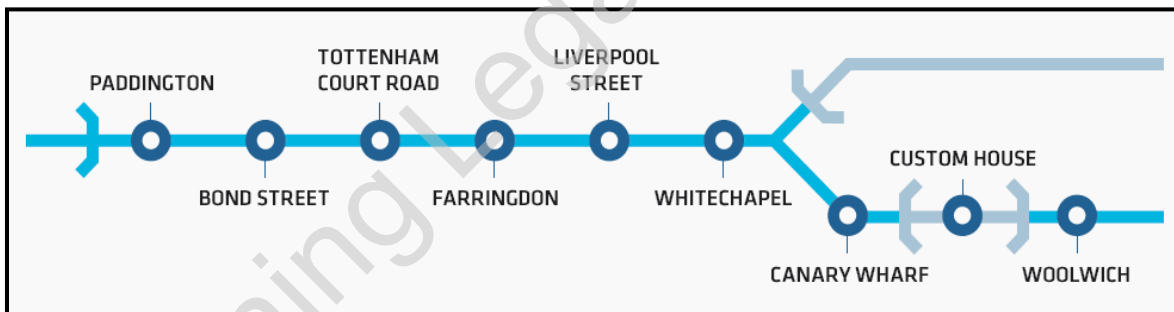 PADDINGTON
TOTTENHAM
COURT ROAD
LIVERPOOL
STREET
BOND STREET
FARRINGDON
WHITECHAPEL
CUSTOM HOUSE
CANARY WHARF
WOOLWICH